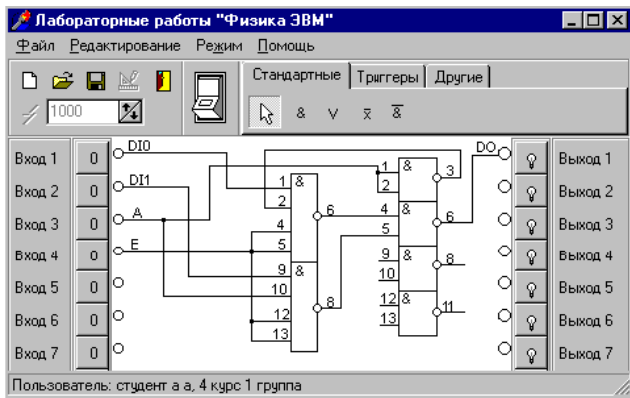 Лабораторные работы "Физика ЭВМ"
Файл Редактирование Режим Помощь
Стандартные Триггеры Другие
1000
& V x̅ &̅
Вход 1 0 DI0 1 & 2 3 DO Выход 1
Вход 2 0 DI1 1 & 2 6 4 & 5 6 Выход 2
Вход 3 0 A 4 5 Выход 3
Вход 4 0 E 9 & 10 8 9 & 10 8 Выход 4
Вход 5 0 Выход 5
Вход 6 0 12 13 12 & 13 11 Выход 6
Вход 7 0 Выход 7
Пользователь: студент а а, 4 курс 1 группа